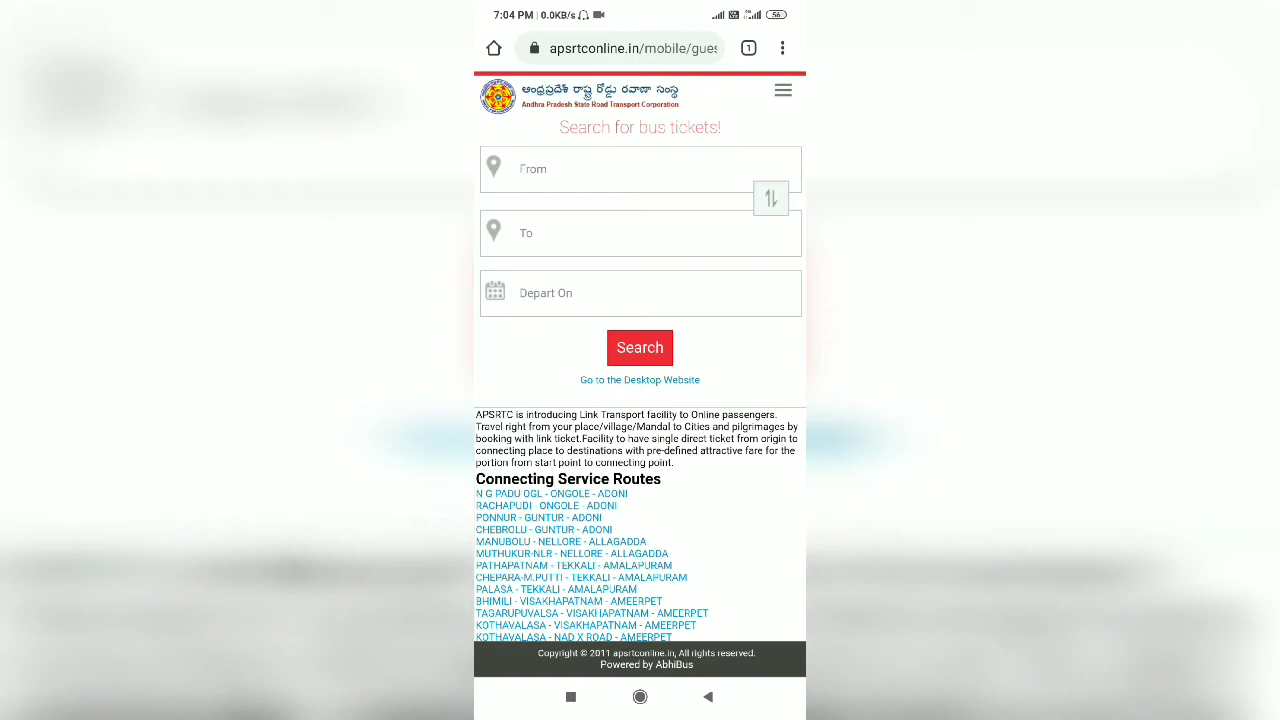 7:04 PM | 0.0KB/s 56
apsrtconline.in/mobile/gues 1
ఆంధ్రప్రదేశ్ రాష్ట్ర రోడ్డు రవాణా సంస్థ
Andhra Pradesh State Road Transport Corporation
Search for bus tickets!
From
To
Depart On
Search
Go to the Desktop Website
APSRTC is introducing Link Transport facility to Online passengers.
Travel right from your place/village/Mandal to Cities and pilgrimages by
booking with link ticket.Facility to have single direct ticket from origin to
connecting place to destinations with pre-defined attractive fare for the
portion from start point to connecting point.
Connecting Service Routes
N G PADU OGL - ONGOLE - ADONI
RACHAPUDI - ONGOLE - ADONI
PONNUR - GUNTUR - ADONI
CHEBROLU - GUNTUR - ADONI
MANUBOLU - NELLORE - ALLAGADDA
MUTHUKUR-NLR - NELLORE - ALLAGADDA
PATHAPATNAM - TEKKALI - AMALAPURAM
CHEPARA-M.PUTTI - TEKKALI - AMALAPURAM
PALASA - TEKKALI - AMALAPURAM
BHIMILI - VISAKHAPATNAM - AMEERPET
TAGARUPUVALSA - VISAKHAPATNAM - AMEERPET
KOTHAVALASA - VISAKHAPATNAM - AMEERPET
KOTHAVALASA - NAD X ROAD - AMEERPET
Copyright © 2011 apsrtconline.in, All rights reserved.
Powered by AbhiBus